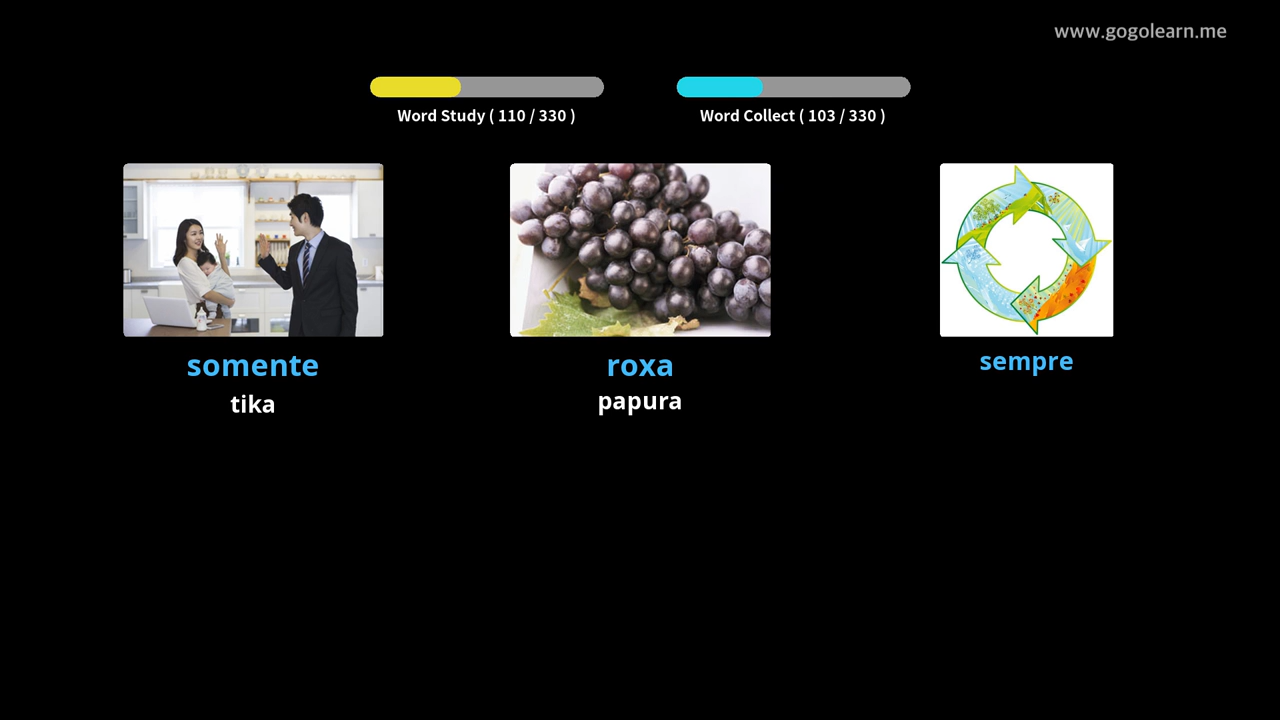 www.gogolearn.me
Word Study ( 110 / 330 )
Word Collect ( 103 / 330 )
somente
tika
roxa
papura
sempre